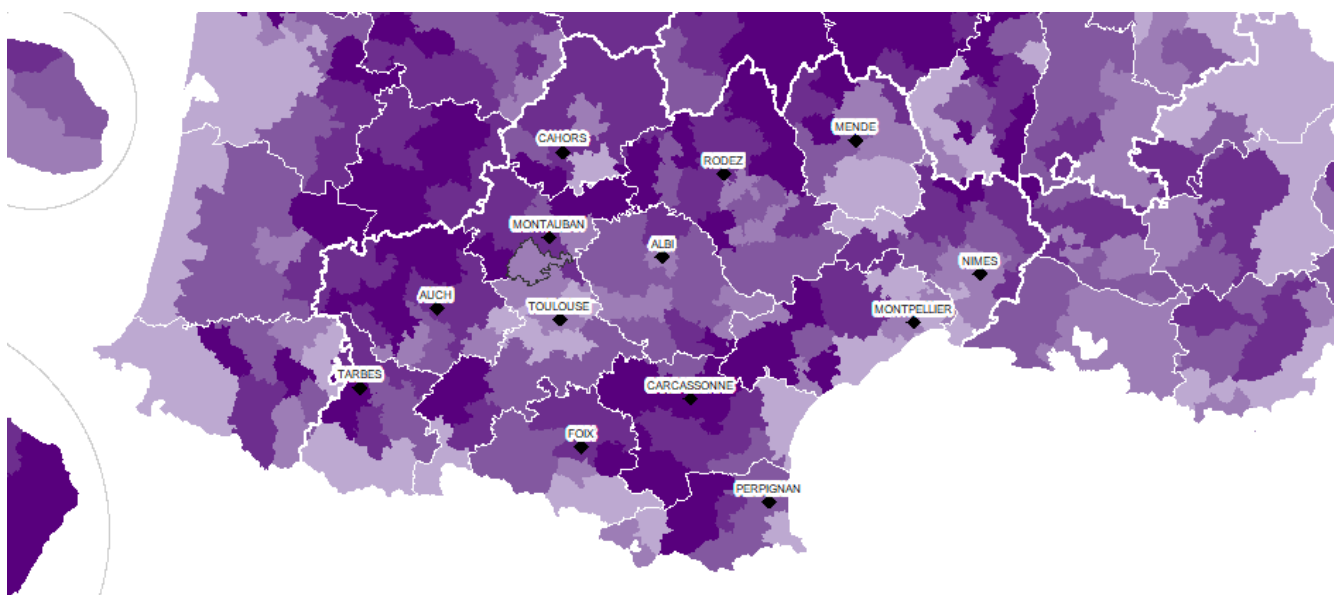 MENDE
CAHORS
RODEZ
MONTAUBAN
ALBI
NIMES
AUCH
TOULOUSE
MONTPELLIER
TARBES
CARCASSONNE
FOIX
PERPIGNAN